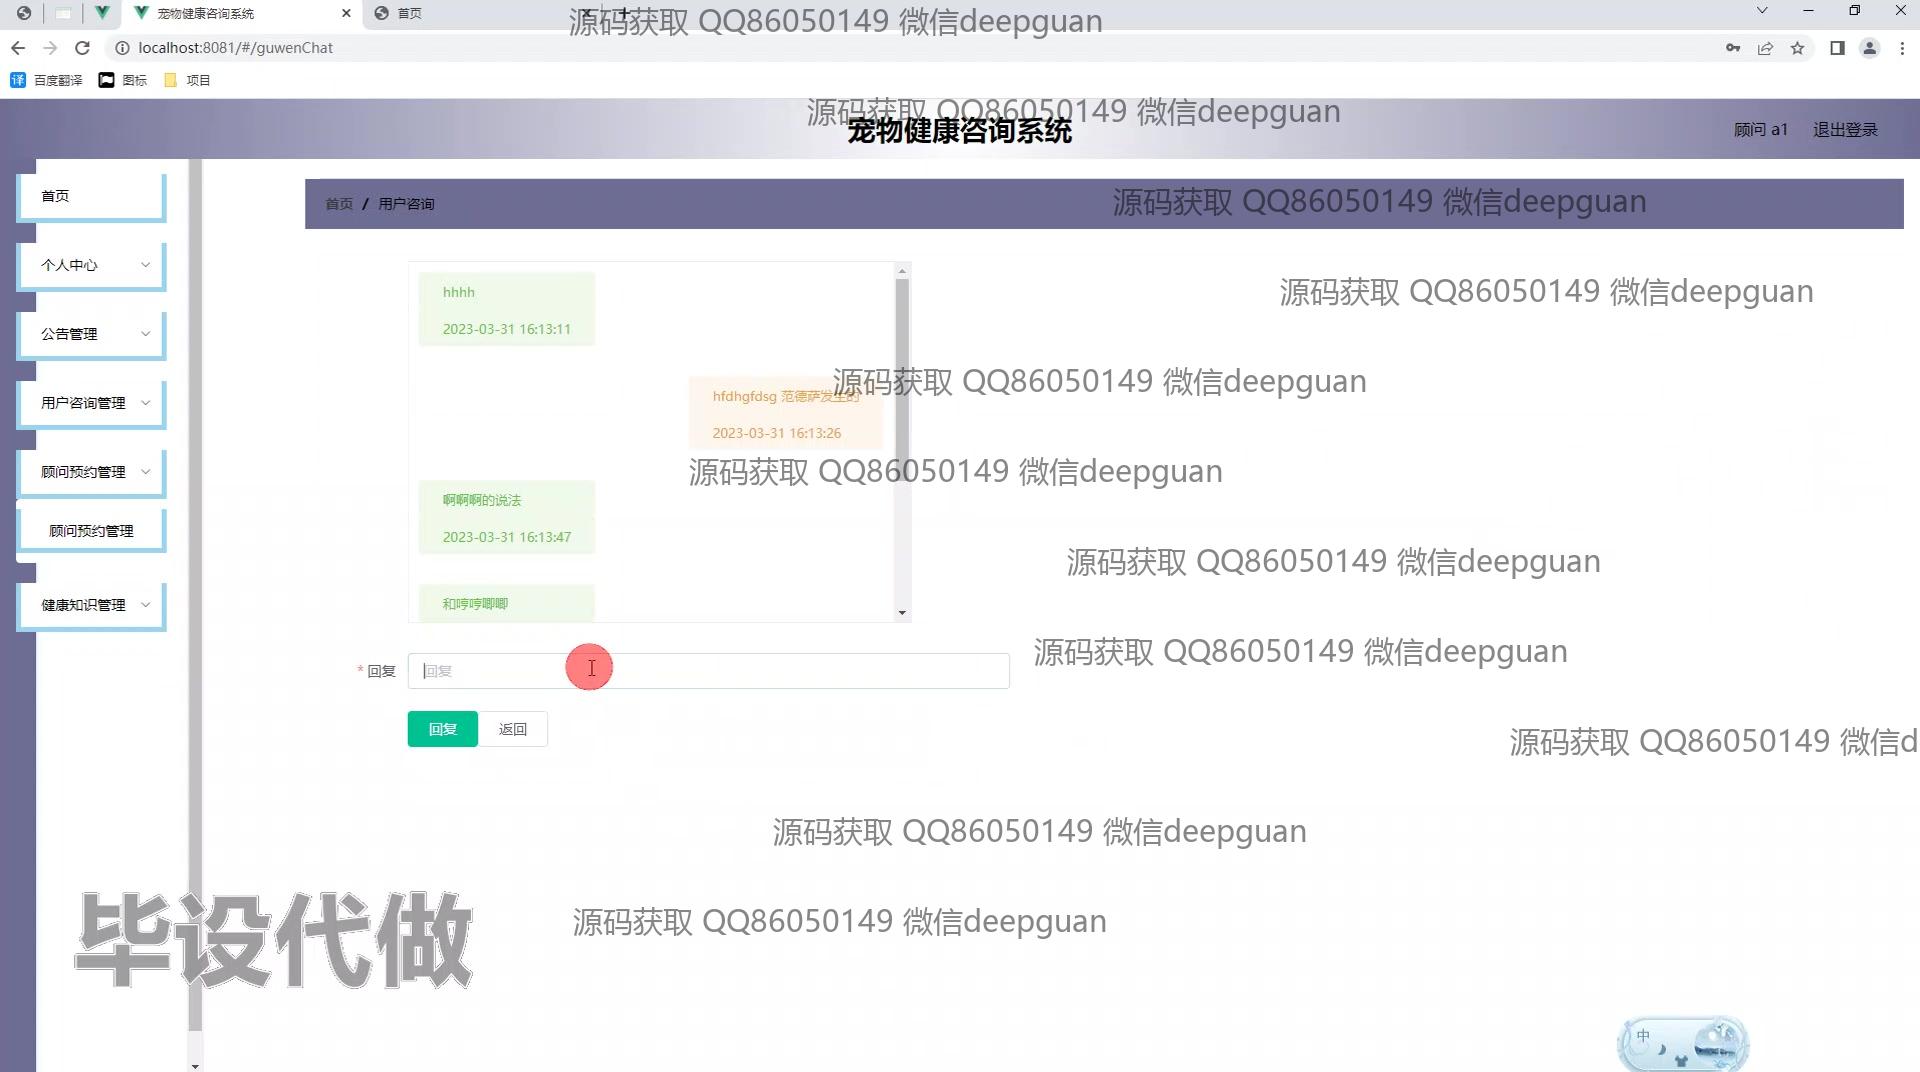 宠物健康咨询系统
首页
localhost:8081/#/guwenChat
百度翻译
图标
项目
源码获取 QQ86050149 微信deepguan
源码获取 QQ86050149 微信deepguan
宠物健康咨询系统
顾问 a1
退出登录
首页
个人中心
公告管理
用户咨询管理
顾问预约管理
顾问预约管理
健康知识管理
首页 / 用户咨询
源码获取 QQ86050149 微信deepguan
源码获取 QQ86050149 微信deepguan
hhhh
2023-03-31 16:13:11
源码获取 QQ86050149 微信deepguan
hfdhgfdsg 范德萨发生的
2023-03-31 16:13:26
源码获取 QQ86050149 微信deepguan
啊啊啊的说法
2023-03-31 16:13:47
源码获取 QQ86050149 微信deepguan
和哼哼唧唧
源码获取 QQ86050149 微信deepguan
*回复
回复
回复
返回
源码获取 QQ86050149 微信d
源码获取 QQ86050149 微信deepguan
源码获取 QQ86050149 微信deepguan
毕设代做
中